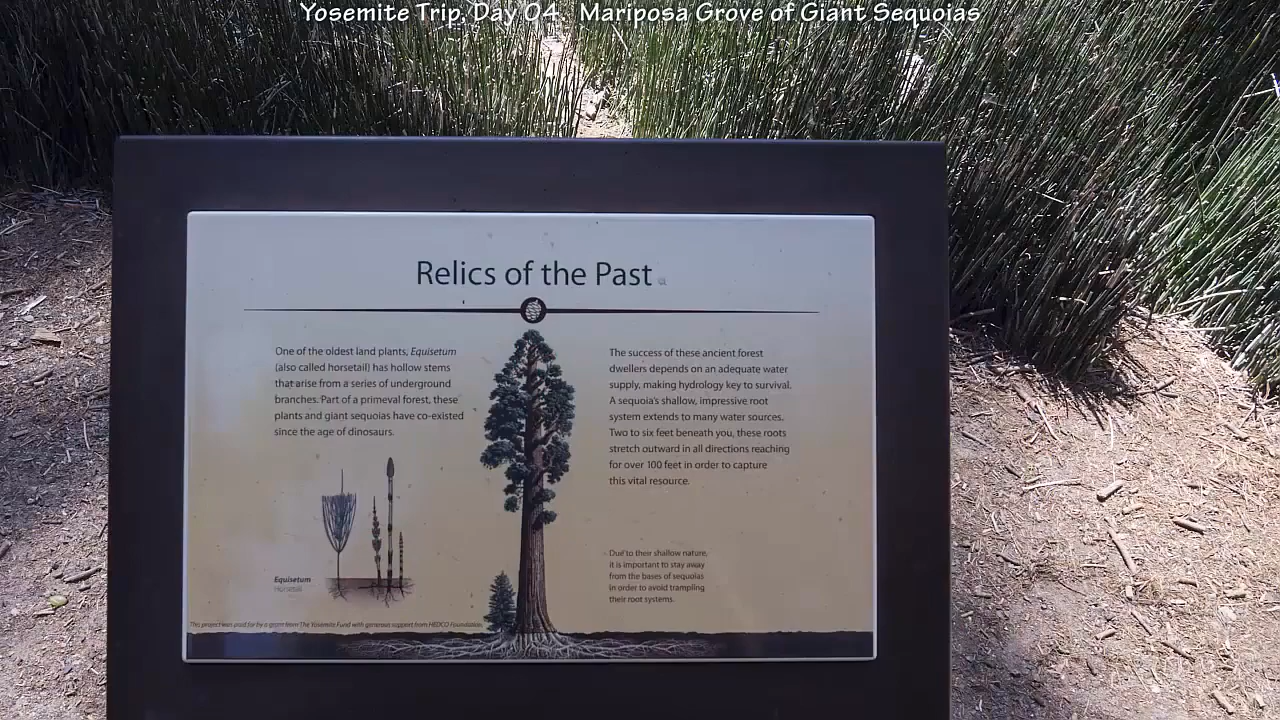 Yosemite Trip, Day 04 Mariposa Grove of Giant Sequoias
Relics of the Past
One of the oldest land plants, Equisetum
(also called horsetail) has hollow stems
that arise from a series of underground
branches. Part of a primeval forest, these
plants and giant sequoias have co-existed
since the age of dinosaurs.
The success of these ancient forest
dwellers depends on an adequate water
supply, making hydrology key to survival.
A sequoia's shallow, impressive root
system extends to many water sources.
Two to six feet beneath you, these roots
stretch outward in all directions reaching
for over 100 feet in order to capture
this vital resource.
Due to their shallow nature,
it is important to stay away
from the bases of sequoias
in order to avoid trampling
their root systems.
Equisetum
Horsetail
This project was paid for by a grant from The Yosemite Fund with generous support from HEDCO Foundation.